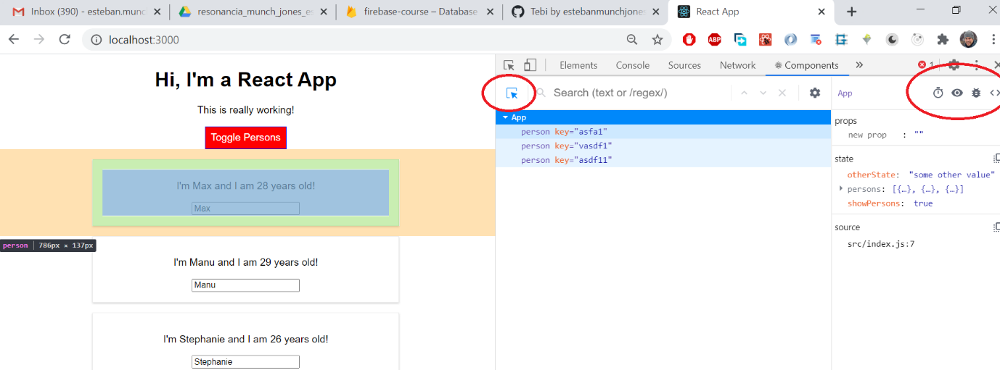 Inbox (390) - esteban.munc
resonancia_munch_jones_es
firebase-course – Database
Tebi by estebanmunchjones
React App
localhost:3000
ABP
Hi, I'm a React App
This is really working!
Toggle Persons
I'm Max and I am 28 years old!
Max
person 786px × 137px
I'm Manu and I am 29 years old!
Manu
I'm Stephanie and I am 26 years old!
Stephanie
Elements Console Sources Network Components » 1
Search (text or /regex/)
App
person key="asfa1"
person key="vasdf1"
person key="asdf11"
App
props
new prop : ""
state
otherState: "some other value"
persons: [{…}, {…}, {…}]
showPersons: true
source
src/index.js:7